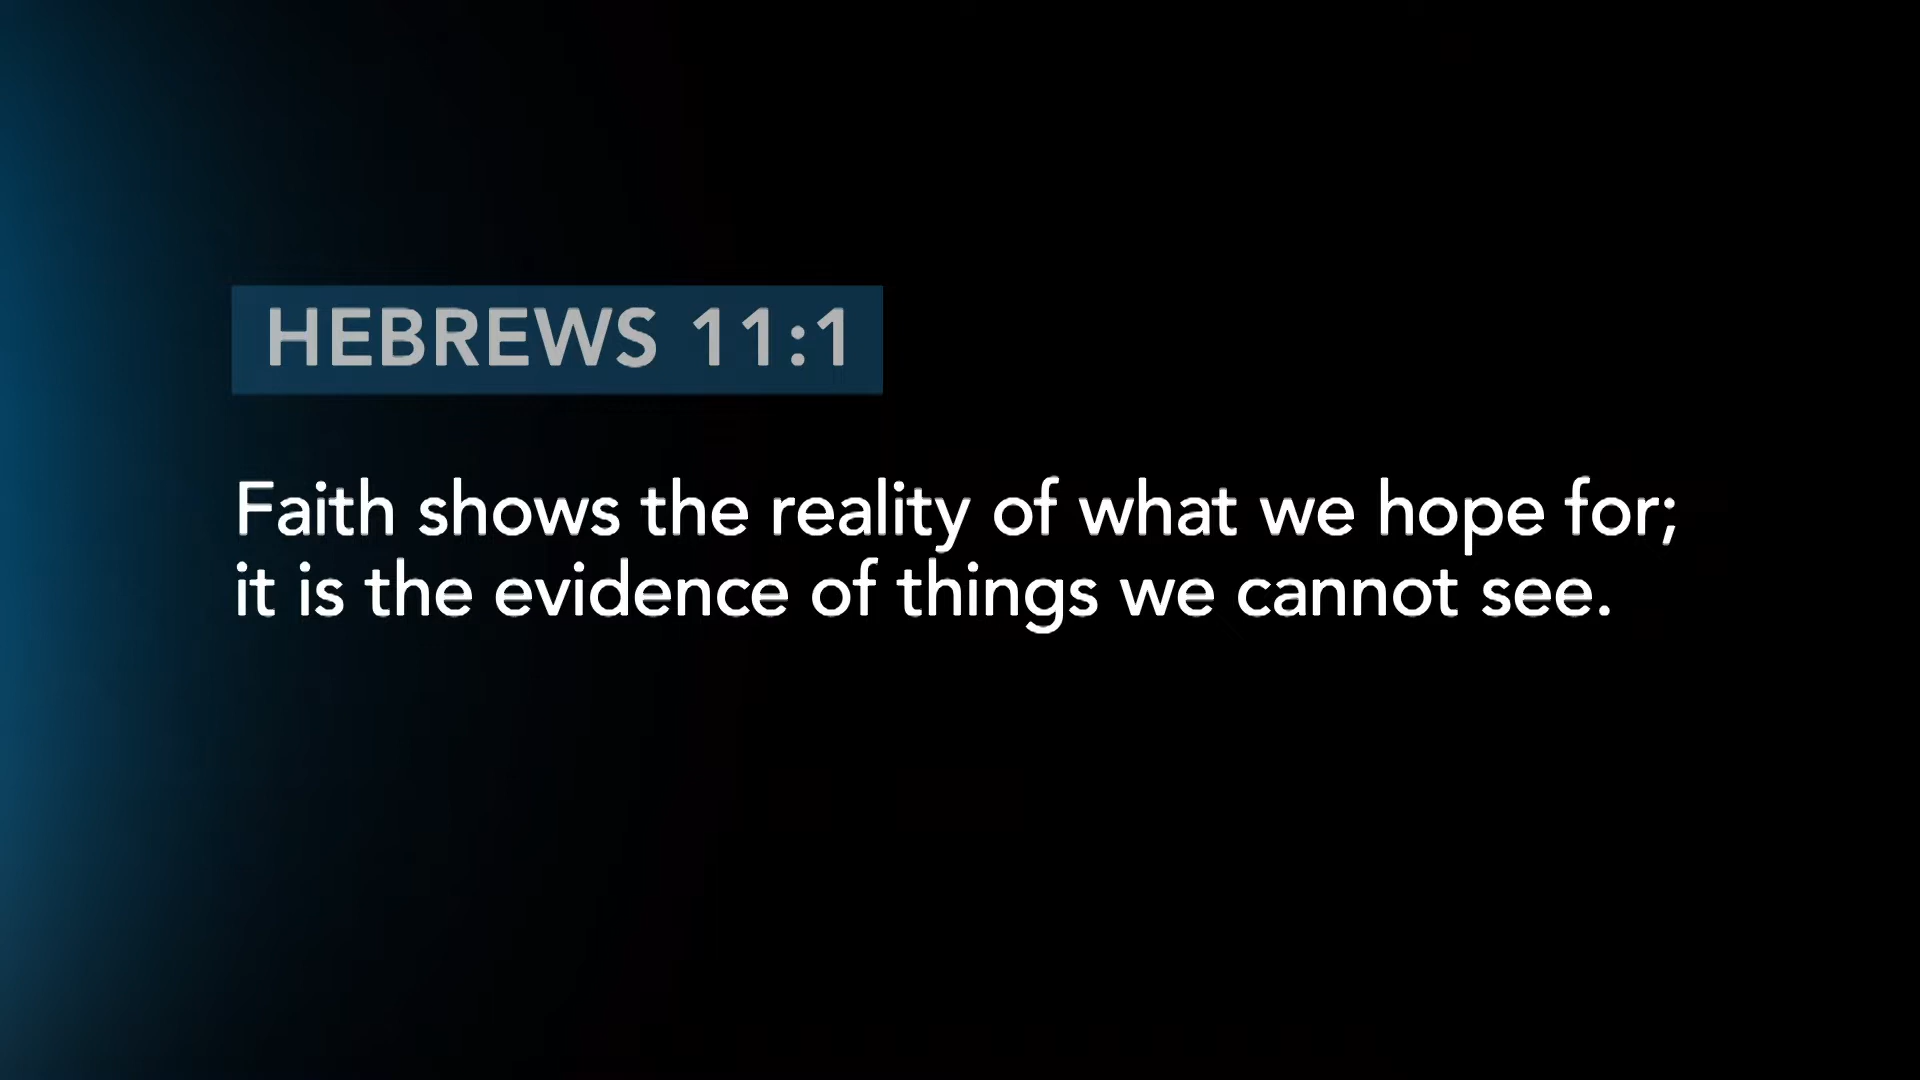 HEBREWS 11:1
Faith shows the reality of what we hope for;
it is the evidence of things we cannot see.